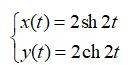 x(t) = 2 sh 2t
y(t) = 2 ch 2t